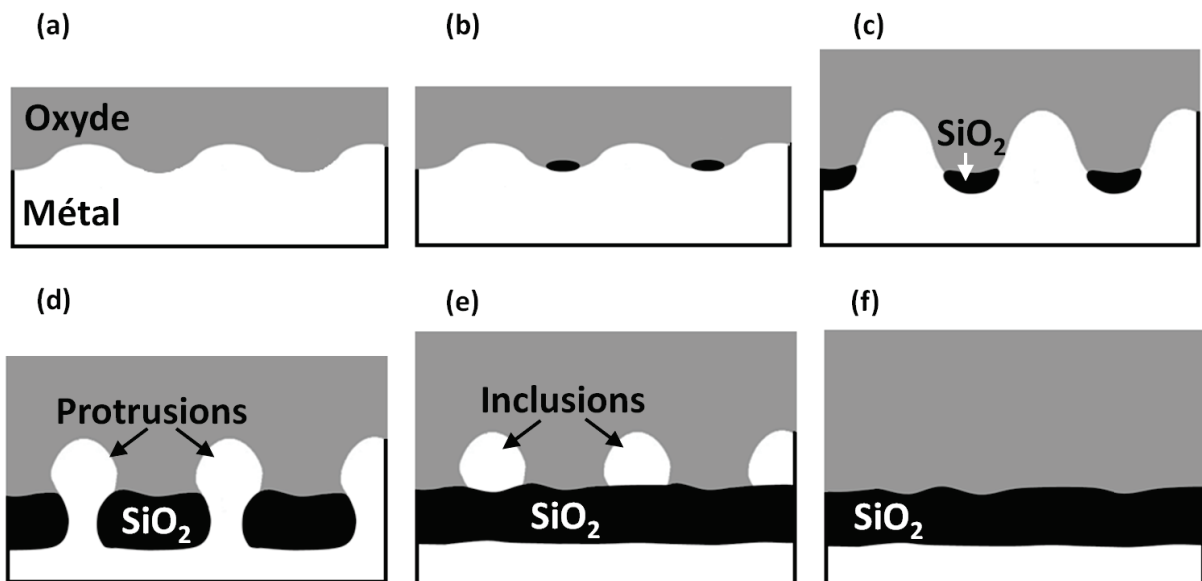 (a)
Oxyde
Métal
(b)
(c)
SiO₂
(d)
Protrusions
SiO₂
(e)
Inclusions
SiO₂
(f)
SiO₂